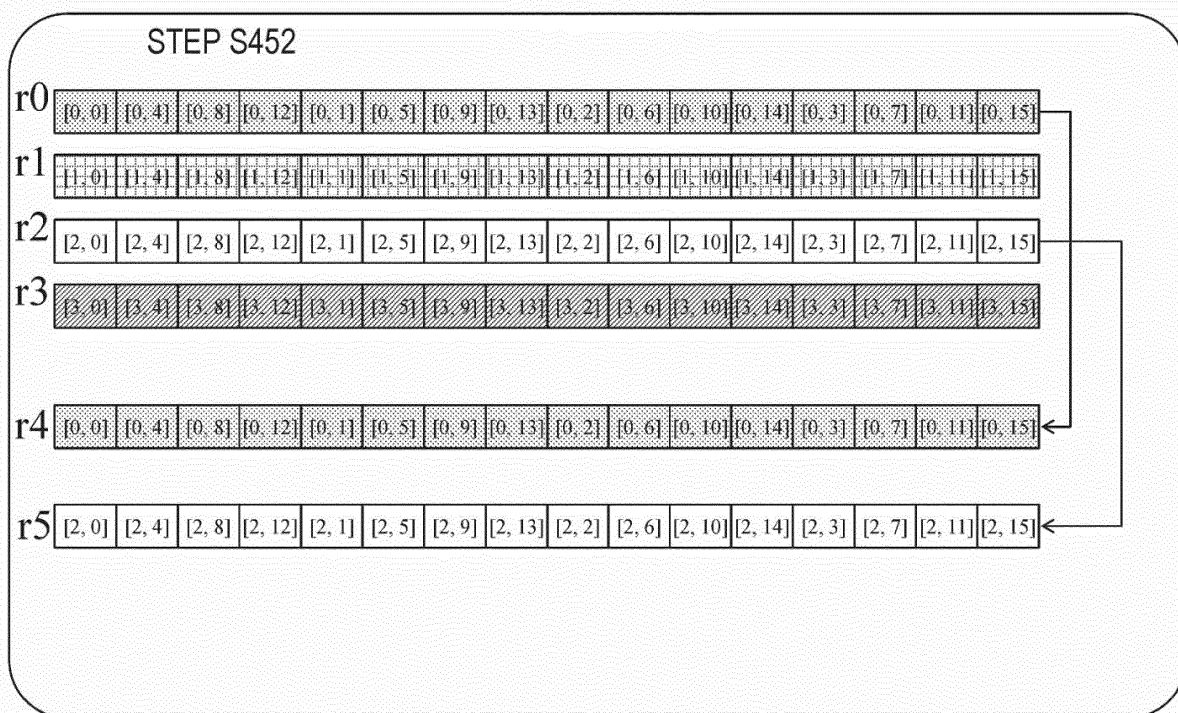 STEP S452
r0 [0, 0] [0, 4] [0, 8] [0, 12] [0, 1] [0, 5] [0, 9] [0, 13] [0, 2] [0, 6] [0, 10] [0, 14] [0, 3] [0, 7] [0, 11] [0, 15]
r1 [1, 0] [1, 4] [1, 8] [1, 12] [1, 1] [1, 5] [1, 9] [1, 13] [1, 2] [1, 6] [1, 10] [1, 14] [1, 3] [1, 7] [1, 11] [1, 15]
r2 [2, 0] [2, 4] [2, 8] [2, 12] [2, 1] [2, 5] [2, 9] [2, 13] [2, 2] [2, 6] [2, 10] [2, 14] [2, 3] [2, 7] [2, 11] [2, 15]
r3 [3, 0] [3, 4] [3, 8] [3, 12] [3, 1] [3, 5] [3, 9] [3, 13] [3, 2] [3, 6] [3, 10] [3, 14] [3, 3] [3, 7] [3, 11] [3, 15]
r4 [0, 0] [0, 4] [0, 8] [0, 12] [0, 1] [0, 5] [0, 9] [0, 13] [0, 2] [0, 6] [0, 10] [0, 14] [0, 3] [0, 7] [0, 11] [0, 15]
r5 [2, 0] [2, 4] [2, 8] [2, 12] [2, 1] [2, 5] [2, 9] [2, 13] [2, 2] [2, 6] [2, 10] [2, 14] [2, 3] [2, 7] [2, 11] [2, 15]